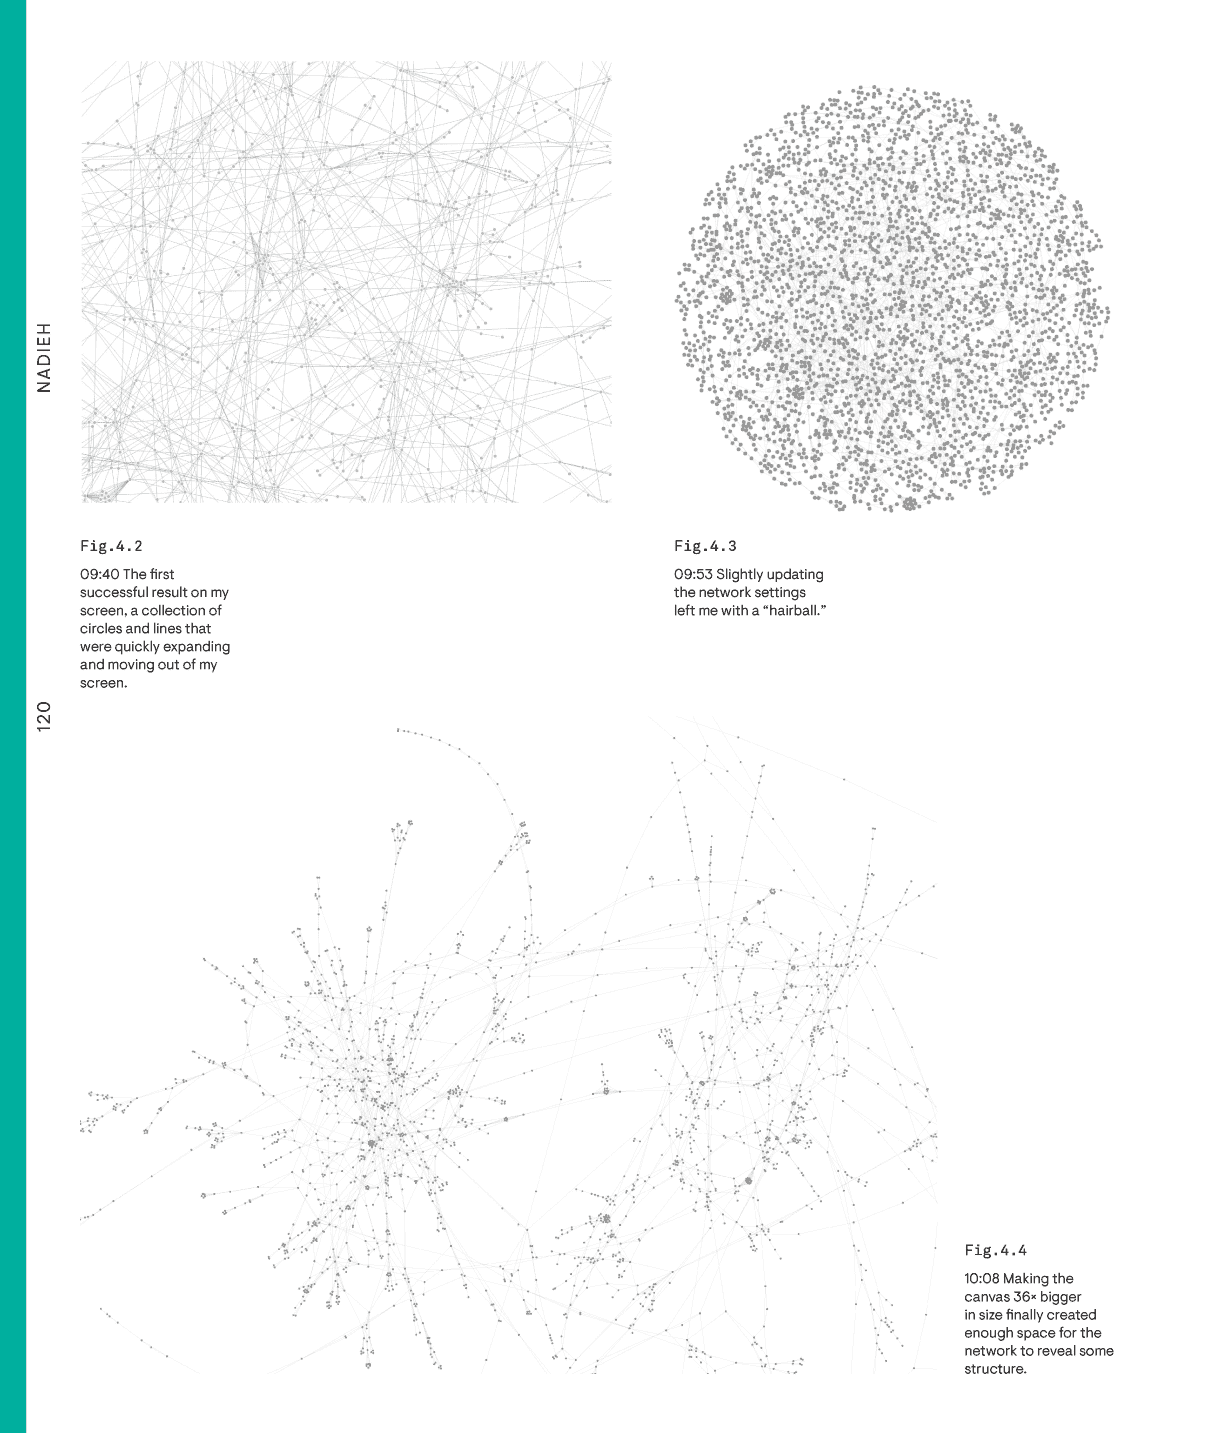 NADIEH
120
Fig.4.2
09:40 The first
successful result on my
screen, a collection of
circles and lines that
were quickly expanding
and moving out of my
screen.
Fig.4.3
09:53 Slightly updating
the network settings
left me with a “hairball.”
Fig.4.4
10:08 Making the
canvas 36× bigger
in size finally created
enough space for the
network to reveal some
structure.